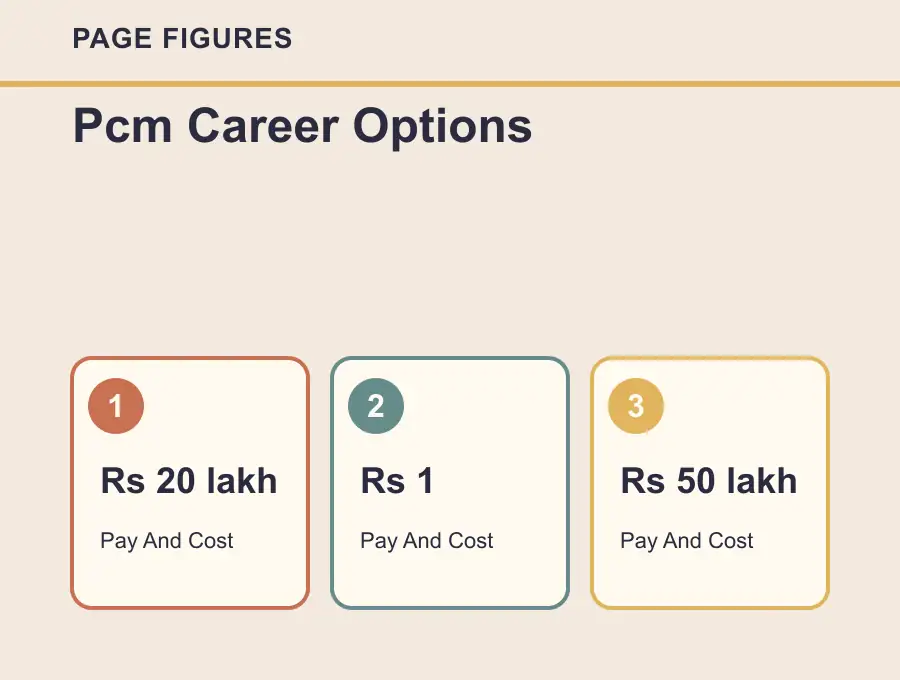 PAGE FIGURES
Pcm Career Options
1
2
3
Rs 20 lakh
Rs 1
Rs 50 lakh
Pay And Cost
Pay And Cost
Pay And Cost